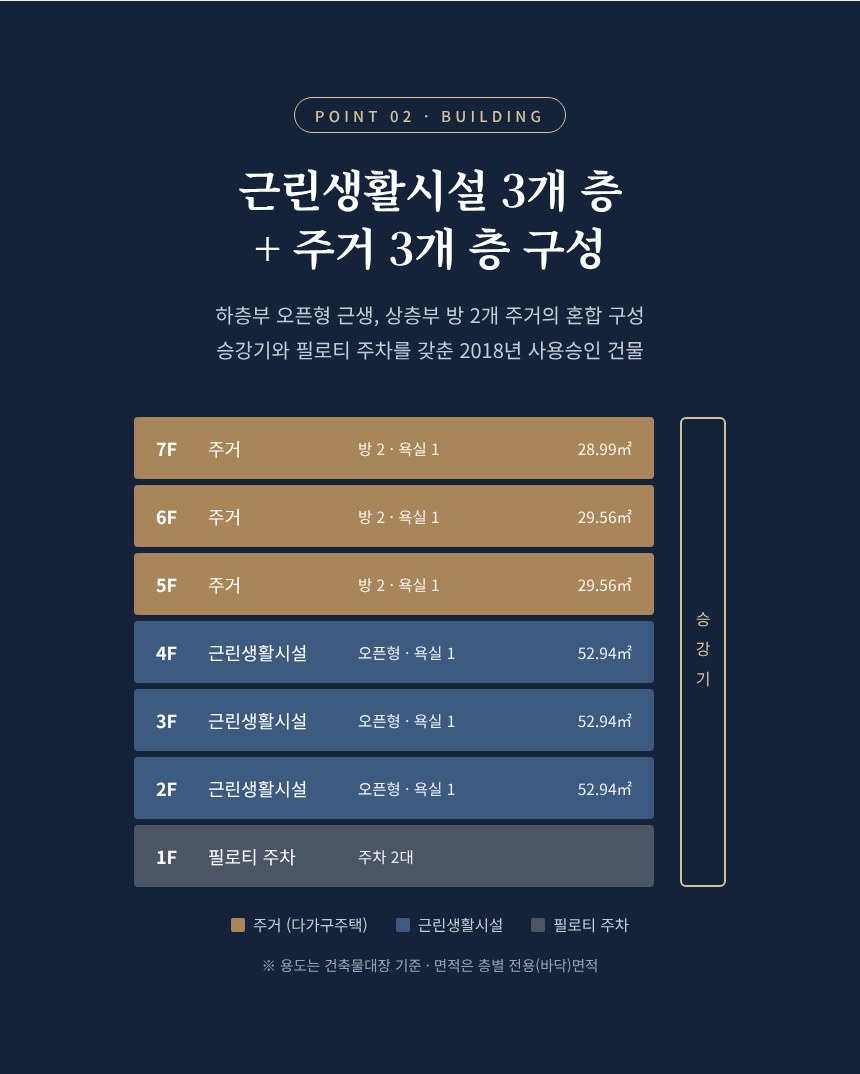 POINT 02 · BUILDING
근린생활시설 3개 층
+ 주거 3개 층 구성
하층부 오픈형 근생, 상층부 방 2개 주거의 혼합 구성
승강기와 필로티 주차를 갖춘 2018년 사용승인 건물
7F 주거 방 2 · 욕실 1 28.99㎡
6F 주거 방 2 · 욕실 1 29.56㎡
5F 주거 방 2 · 욕실 1 29.56㎡
4F 근린생활시설 오픈형 · 욕실 1 52.94㎡
3F 근린생활시설 오픈형 · 욕실 1 52.94㎡
2F 근린생활시설 오픈형 · 욕실 1 52.94㎡
1F 필로티 주차 주차 2대
승강기
주거 (다가구주택) 근린생활시설 필로티 주차
※ 용도는 건축물대장 기준 · 면적은 층별 전용(바닥)면적